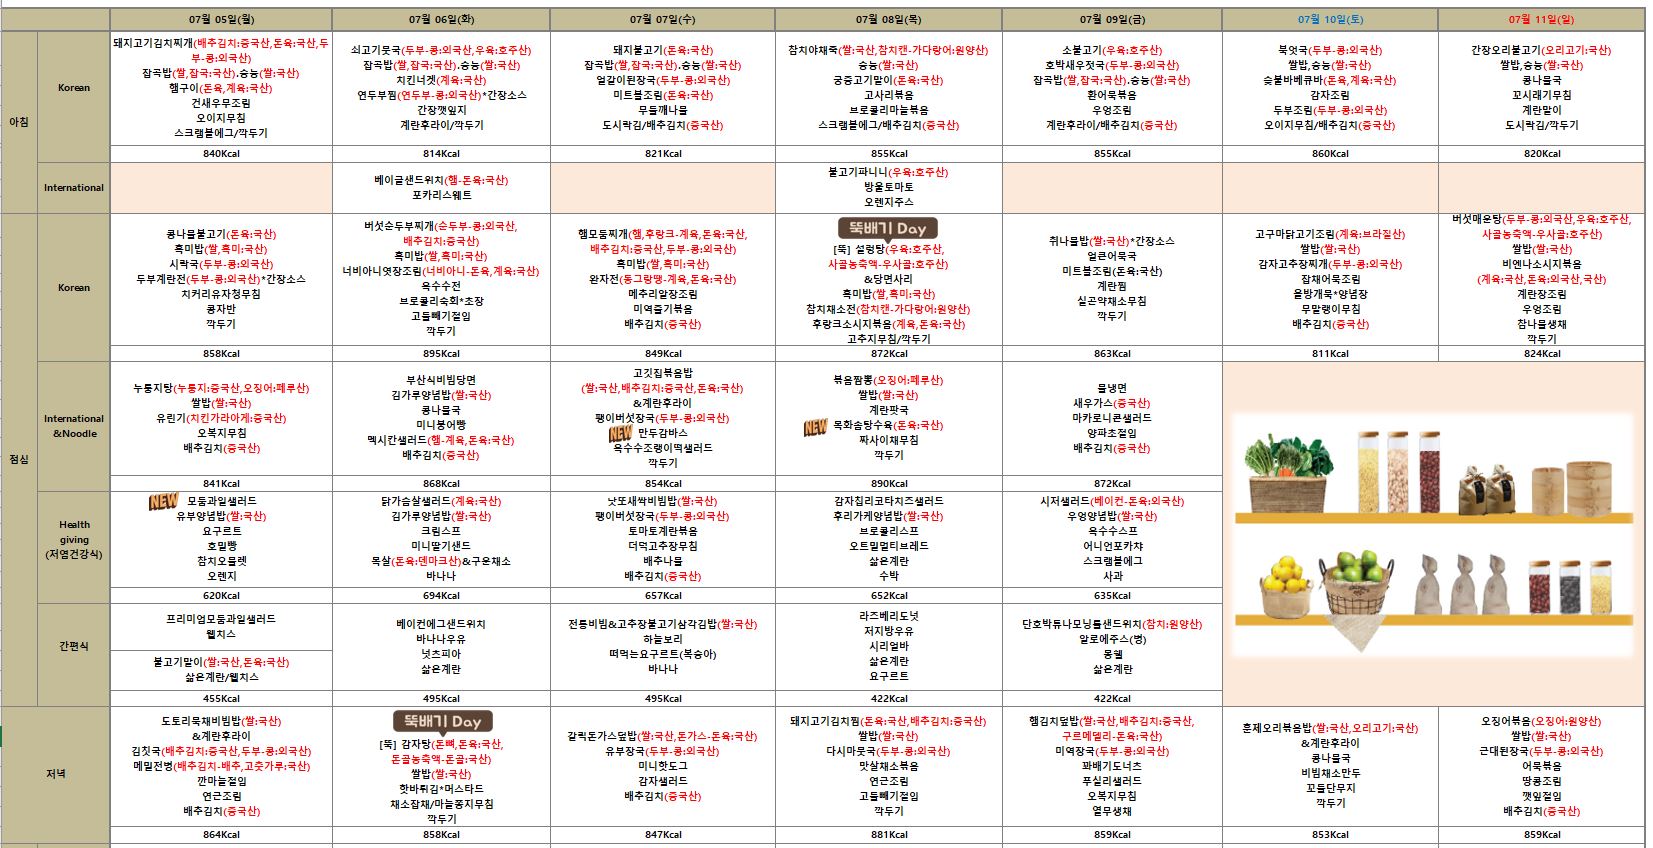 07월 05일(월)
07월 06일(화)
07월 07일(수)
07월 08일(목)
07월 09일(금)
07월 10일(토)
07월 11일(일)
아침
Korean
돼지고기김치찌개(배추김치:중국산,돈육:국산,두
부-콩:외국산)
잡곡밥(쌀,잡곡:국산).숭늉(쌀:국산)
햄구이(돈육,계육:국산)
건새우무조림
오이지무침
스크램블에그/깍두기
840Kcal
쇠고기뭇국(두부-콩:외국산,우육:호주산)
잡곡밥(쌀,잡곡:국산).숭늉(쌀:국산)
치킨너겟(계육:국산)
연두부찜(연두부-콩:외국산)*간장소스
간장깻잎지
계란후라이/깍두기
814Kcal
돼지불고기(돈육:국산)
잡곡밥(쌀,잡곡:국산).숭늉(쌀:국산)
얼갈이된장국(두부-콩:외국산)
미트볼조림(돈육:국산)
무들깨나물
도시락김/배추김치(중국산)
821Kcal
참치야채죽(쌀:국산,참치캔-가다랑어:원양산)
숭늉(쌀:국산)
궁중고기말이(돈육:국산)
고사리볶음
브로콜리마늘볶음
스크램블에그/배추김치(중국산)
855Kcal
소불고기(우육:호주산)
호박새우젓국(두부-콩:외국산)
잡곡밥(쌀,잡곡:국산).숭늉(쌀:국산)
환어묵볶음
우엉조림
계란후라이/배추김치(중국산)
855Kcal
북엇국(두부-콩:외국산)
쌀밥,숭늉(쌀:국산)
숯불바베큐바(돈육,계육:국산)
감자조림
두부조림(두부-콩:외국산)
오이지무침/배추김치(중국산)
860Kcal
간장오리불고기(오리고기:국산)
쌀밥,숭늉(쌀:국산)
콩나물국
꼬시래기무침
계란말이
도시락김/깍두기
820Kcal
International
베이글샌드위치(햄-돈육:국산)
포카리스웨트
불고기파니니(우육:호주산)
방울토마토
오렌지주스
점심
Korean
콩나물불고기(돈육:국산)
흑미밥(쌀,흑미:국산)
시락국(두부-콩:외국산)
두부계란전(두부-콩:외국산)*간장소스
치커리유자청무침
콩자반
깍두기
858Kcal
버섯순두부찌개(순두부-콩:외국산,
배추김치:중국산)
흑미밥(쌀,흑미:국산)
너비아니엿장조림(너비아니-돈육,계육:국산)
옥수수전
브로콜리숙회*초장
고들빼기절임
깍두기
895Kcal
햄모둠찌개(햄,후랑크-계육,돈육:국산,
배추김치:중국산,두부-콩:외국산)
흑미밥(쌀,흑미:국산)
완자전(동그랑땡-계육,돈육:국산)
메추리알장조림
미역줄기볶음
배추김치(중국산)
849Kcal
뚝배기 Day
[뚝] 설렁탕(우육:호주산,
사골농축액-우사골:호주산)
&당면사리
흑미밥(쌀,흑미:국산)
참치채소전(참치캔-가다랑어:원양산)
후랑크소시지볶음(계육,돈육:국산)
고추지무침/깍두기
872Kcal
취나물밥(쌀:국산)*간장소스
얼큰어묵국
미트볼조림(돈육:국산)
계란찜
실곤약채소무침
깍두기
863Kcal
고구마닭고기조림(계육:브라질산)
쌀밥(쌀:국산)
감자고추장찌개(두부-콩:외국산)
잡채어묵조림
올방개묵*양념장
무말랭이무침
배추김치(중국산)
811Kcal
버섯매운탕(두부-콩:외국산,우육:호주산,
사골농축액-우사골:호주산)
쌀밥(쌀:국산)
비엔나소시지볶음
(계육:국산,돈육:외국산,국산)
계란장조림
우엉조림
참나물생채
깍두기
824Kcal
International
&Noodle
누룽지탕(누룽지:중국산,오징어:페루산)
쌀밥(쌀:국산)
유린기(치킨가라아게:중국산)
오복지무침
배추김치(중국산)
841Kcal
부산식비빔당면
김가루양념밥(쌀:국산)
콩나물국
미니붕어빵
멕시칸샐러드(햄-계육,돈육:국산)
배추김치(중국산)
868Kcal
고깃집볶음밥
(쌀:국산,배추김치:중국산,돈육:국산)
&계란후라이
팽이버섯장국(두부-콩:외국산)
NEW 만두감바스
옥수수조랭이떡샐러드
깍두기
854Kcal
볶음짬뽕(오징어:페루산)
쌀밥(쌀:국산)
계란팟국
NEW 목화솜탕수육(돈육:국산)
짜사이채무침
깍두기
890Kcal
물냉면
새우가스(중국산)
마카로니콘샐러드
양파초절임
배추김치(중국산)
872Kcal
Health
giving
(저염건강식)
NEW 모둠과일샐러드
유부양념밥(쌀:국산)
요구르트
호밀빵
참치오믈렛
오렌지
620Kcal
닭가슴살샐러드(계육:국산)
김가루양념밥(쌀:국산)
크림스프
미니딸기샌드
목살(돈육:덴마크산)&구운채소
바나나
694Kcal
낫또새싹비빔밥(쌀:국산)
팽이버섯장국(두부-콩:외국산)
토마토계란볶음
더덕고추장무침
배추나물
배추김치(중국산)
657Kcal
감자칩리코타치즈샐러드
후리가케양념밥(쌀:국산)
브로콜리스프
오트밀멀티브레드
삶은계란
수박
652Kcal
시저샐러드(베이컨-돈육:외국산)
우엉양념밥(쌀:국산)
옥수수스프
어니언포카챠
스크램블에그
사과
635Kcal
간편식
프리미엄모둠과일샐러드
웰치스
불고기말이(쌀:국산,돈육:국산)
삶은계란/웰치스
455Kcal
베이컨에그샌드위치
바나나우유
넛츠피아
삶은계란
495Kcal
전통비빔&고추장불고기삼각김밥(쌀:국산)
하늘보리
떠먹는요구르트(복숭아)
바나나
495Kcal
라즈베리도넛
저지방우유
시리얼바
삶은계란
요구르트
422Kcal
단호박튜나모닝롤샌드위치(참치:원양산)
알로에주스(병)
몽쉘
삶은계란
422Kcal
저녁
도토리묵채비빔밥(쌀:국산)
&계란후라이
김칫국(배추김치:중국산,두부-콩:외국산)
메밀전병(배추김치-배추,고춧가루:국산)
깐마늘절임
연근조림
배추김치(중국산)
864Kcal
뚝배기 Day
[뚝] 감자탕(돈뼈,돈육:국산,
돈골농축액-돈골:국산)
쌀밥(쌀:국산)
핫바튀김*머스타드
채소잡채/마늘쫑지무침
깍두기
858Kcal
갈릭돈가스덮밥(쌀:국산,돈가스-돈육:국산)
유부장국(두부-콩:외국산)
미니핫도그
감자샐러드
배추김치(중국산)
847Kcal
돼지고기김치찜(돈육:국산,배추김치:중국산)
쌀밥(쌀:국산)
다시마뭇국(두부-콩:외국산)
맛살채소볶음
연근조림
고들빼기절임
깍두기
881Kcal
햄김치덮밥(쌀:국산,배추김치:중국산,
구르메델리-돈육:국산)
미역장국(두부-콩:외국산)
꽈배기도너츠
푸실리샐러드
오복지무침
열무생채
859Kcal
훈제오리볶음밥(쌀:국산,오리고기:국산)
&계란후라이
콩나물국
비빔채소만두
꼬들단무지
깍두기
853Kcal
오징어볶음(오징어:원양산)
쌀밥(쌀:국산)
근대된장국(두부-콩:외국산)
어묵볶음
땅콩조림
깻잎절임
배추김치(중국산)
859Kcal